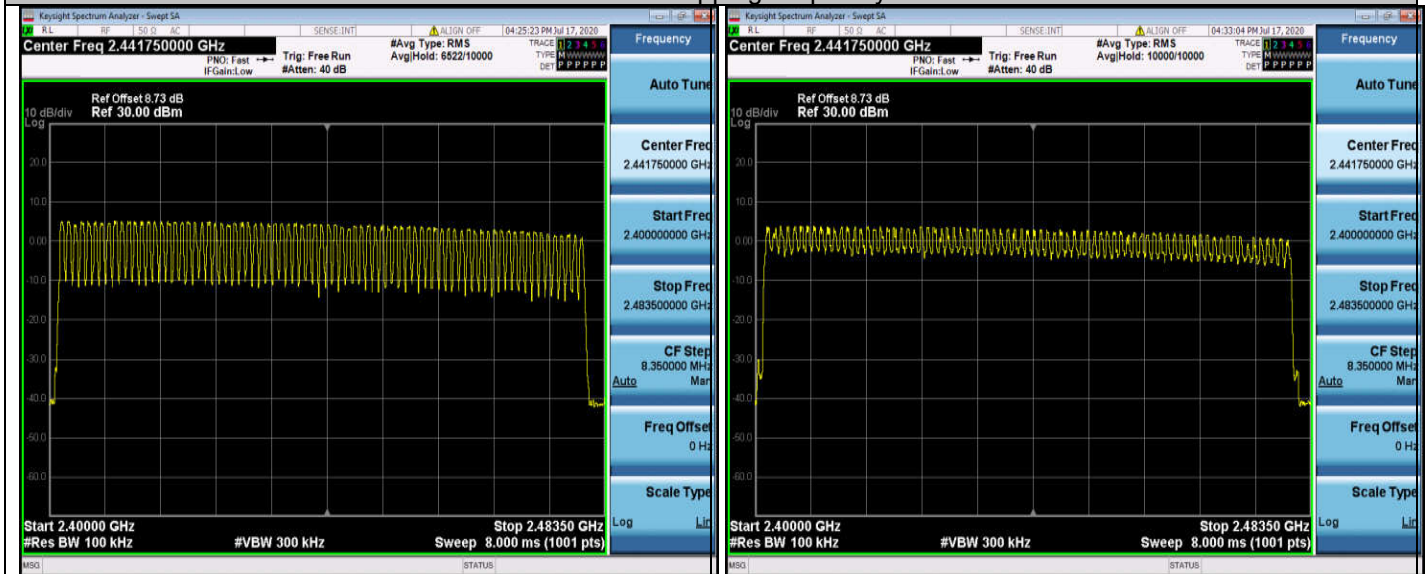 Keysight Spectrum Analyzer - Swept SA
RL RF 50 Ω AC SENSE:INT ALIGN OFF 04:25:23 PM Jul 17, 2020
Center Freq 2.441750000 GHz
#Avg Type: RMS
TRACE 1 2 3 4 5 6
PNO: Fast Trig: Free Run Avg|Hold: 6522/10000 TYPE M WWWWW
IFGain:Low #Atten: 40 dB DET P P P P P P
Ref Offset 8.73 dB
10 dB/div Ref 30.00 dBm
Log
20.0
10.0
0.00
-10.0
-20.0
-30.0
-40.0
-50.0
-60.0
Start 2.40000 GHz Stop 2.48350 GHz
#Res BW 100 kHz #VBW 300 kHz Sweep 8.000 ms (1001 pts)
MSG STATUS
Frequency
Auto Tune
Center Freq
2.441750000 GHz
Start Freq
2.400000000 GHz
Stop Freq
2.483500000 GHz
CF Step
8.350000 MHz
Auto Man
Freq Offset
0 Hz
Scale Type
Log Lin
Keysight Spectrum Analyzer - Swept SA
RL RF 50 Ω AC SENSE:INT ALIGN OFF 04:33:04 PM Jul 17, 2020
Center Freq 2.441750000 GHz
#Avg Type: RMS
TRACE 1 2 3 4 5 6
PNO: Fast Trig: Free Run Avg|Hold: 10000/10000 TYPE M WWWWW
IFGain:Low #Atten: 40 dB DET P P P P P P
Ref Offset 8.73 dB
10 dB/div Ref 30.00 dBm
Log
20.0
10.0
0.00
-10.0
-20.0
-30.0
-40.0
-50.0
-60.0
Start 2.40000 GHz Stop 2.48350 GHz
#Res BW 100 kHz #VBW 300 kHz Sweep 8.000 ms (1001 pts)
MSG STATUS
Frequency
Auto Tune
Center Freq
2.441750000 GHz
Start Freq
2.400000000 GHz
Stop Freq
2.483500000 GHz
CF Step
8.350000 MHz
Auto Man
Freq Offset
0 Hz
Scale Type
Log Lin